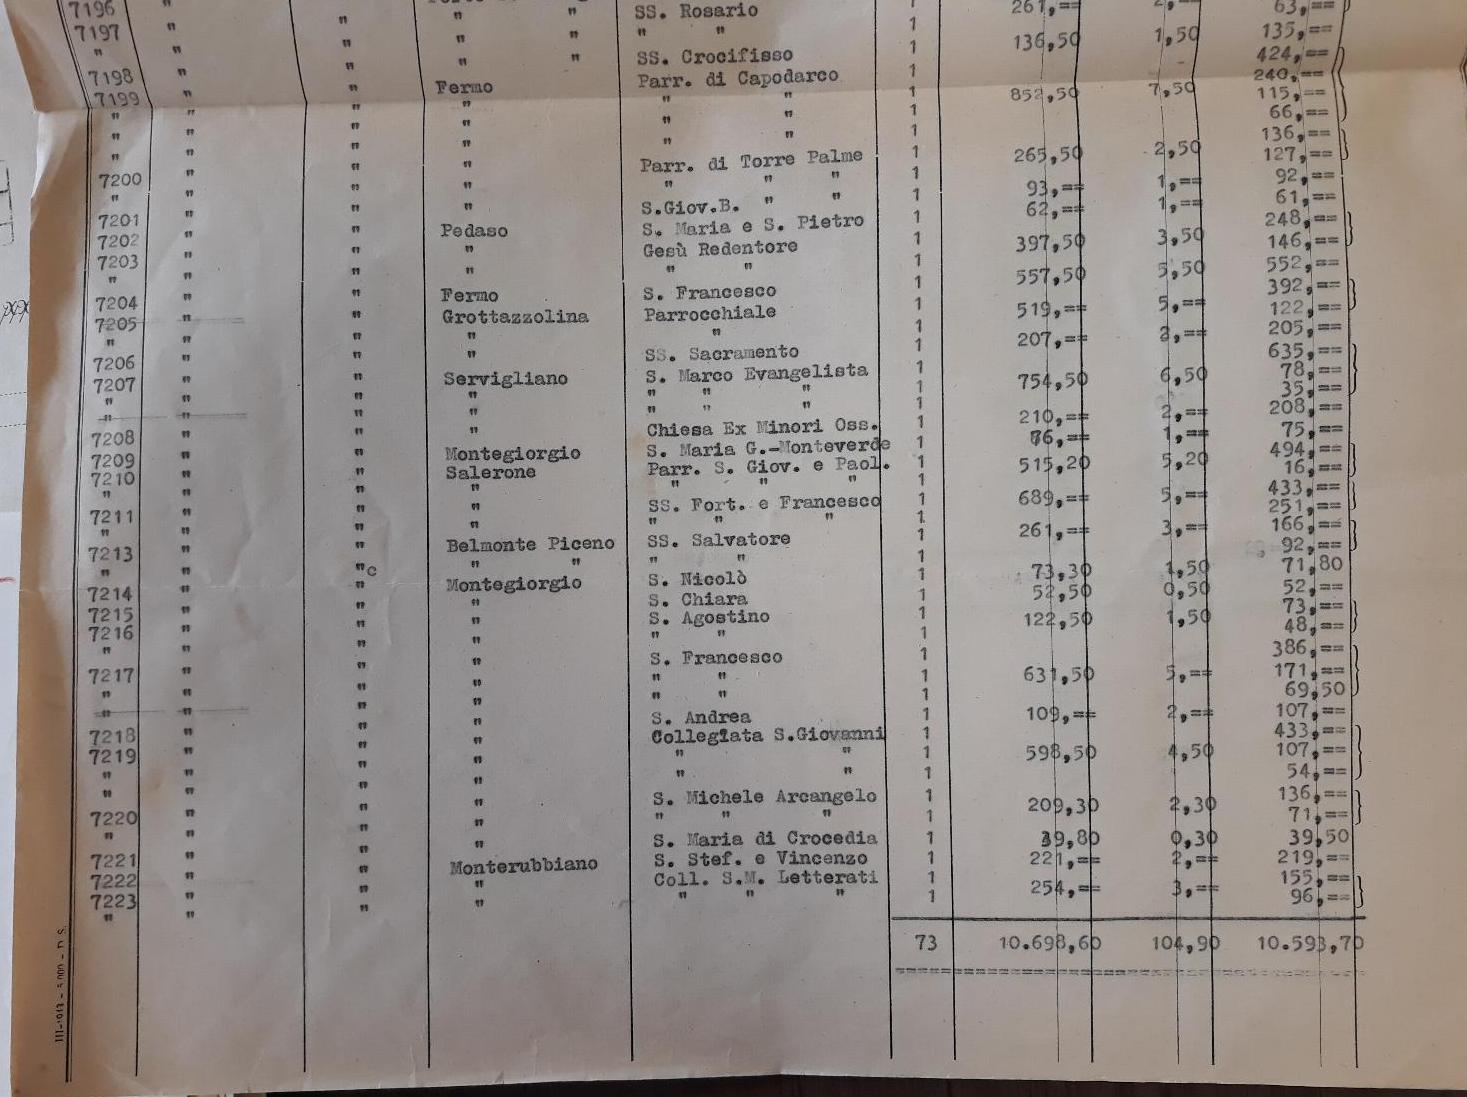 7196 " " " SS. Rosario 1 261,== 2,== 63,==
7197 " " " " " " 1 135,==
" " " " " SS. Crocifisso 1 136,50 1,50 424,==
7198 " " Fermo Parr. di Capodarco 1 240,==
7199 " " " " " 1 852,50 7,50 115,==
" " " " " " 1 66,==
" " " " " " 1 136,==
" " " " Parr. di Torre Palme 1 265,50 2,50 127,==
7200 " " " " " " 1 92,==
" " " " S.Giov.B. " " 1 93,== 1,== 61,==
7201 " " Pedaso S. Maria e S. Pietro 1 62,== 1,== 248,==
7202 " " " Gesù Redentore 1 397,50 3,50 146,==
7203 " " " " " 1 557,50 5,50 552,==
" " " Fermo S. Francesco 1 392,==
7204 " " Grottazzolina Parrocchiale 1 519,== 5,== 122,==
7205 " " " " 1 205,==
" " " " SS. Sacramento 1 207,== 2,== 635,==
7206 " " Servigliano S. Marco Evangelista 1 78,==
7207 " " " " " " 1 754,50 6,50 35,==
" " " " " " " 1 208,==
" " " " Chiesa Ex Minori Oss. 1 210,== 2,== 75,==
7208 " " Montegiorgio S. Maria G.-Monteverde 1 76,== 1,== 494,==
7209 " " Salerone Parr. S. Giov. e Paol. 1 515,20 5,20 16,==
7210 " " " " " " 1 433,==
" " " " SS. Fort. e Francesco 1 689,== 5,== 251,==
7211 " " " " " " 1 166,==
" " " Belmonte Piceno SS. Salvatore 1 261,== 3,== 92,==
7213 " " " " " " 1 71,80
" " "c Montegiorgio S. Nicolò 1 73,30 1,50 52,==
7214 " " " S. Chiara 1 52,50 0,50 73,==
7215 " " " S. Agostino 1 122,50 1,50 48,==
7216 " " " " " 1 386,==
" " " " S. Francesco 1 171,==
7217 " " " " " 1 631,50 5,== 69,50
" " " " " " 1 107,==
" " " " S. Andrea 1 109,== 2,== 433,==
7218 " " " Collegiata S.Giovanni 1 107,==
7219 " " " " " 1 598,50 4,50 54,==
" " " " " " 1 136,==
" " " " S. Michele Arcangelo 1 71,==
7220 " " " " " " 1 209,30 2,30
" " " " S. Maria di Crocedia 1 39,80 0,30 39,50
7221 " " Monterubbiano S. Stef. e Vincenzo 1 221,== 2,== 219,==
7222 " " " Coll. S.M. Letterati 1 155,==
7223 " " " " " " 1 254,== 3,== 96,==
" " "
73 10.698,60 104,90 10.593,70